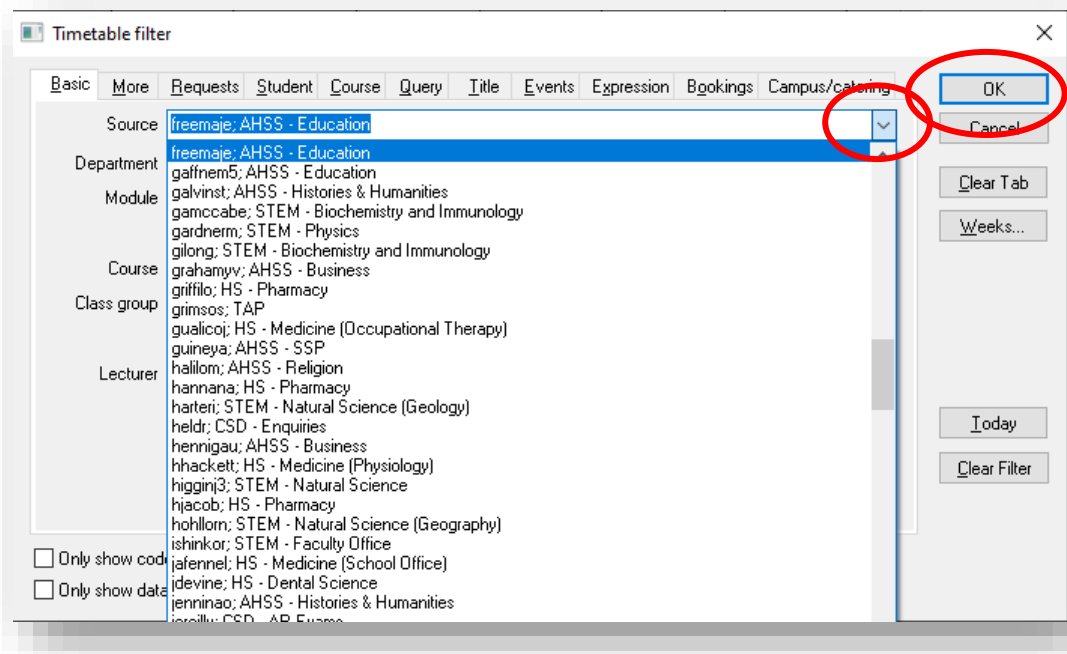 Timetable filter
Basic More Requests Student Course Query Title Events Expression Bookings Campus/catering
OK
Source freemaje; AHSS - Education
Cancel
Department
Module
Course
Class group
Lecturer
freemaje; AHSS - Education
gaffnem5; AHSS - Education
galvinst; AHSS - Histories & Humanities
gamccabe; STEM - Biochemistry and Immunology
gardnerm; STEM - Physics
gilong; STEM - Biochemistry and Immunology
grahamyv; AHSS - Business
griffilo; HS - Pharmacy
grimsos; TAP
gualicoj; HS - Medicine (Occupational Therapy)
guineya; AHSS - SSP
halilom; AHSS - Religion
hannana; HS - Pharmacy
harteri; STEM - Natural Science (Geology)
heldr; CSD - Enquiries
hennigau; AHSS - Business
hhackett; HS - Medicine (Physiology)
higginj3; STEM - Natural Science
hjacob; HS - Pharmacy
hohllorn; STEM - Natural Science (Geography)
ishinkor; STEM - Faculty Office
jafennel; HS - Medicine (School Office)
jdevine; HS - Dental Science
jenninao; AHSS - Histories & Humanities
Clear Tab
Weeks...
Today
Clear Filter
Only show cod
Only show data